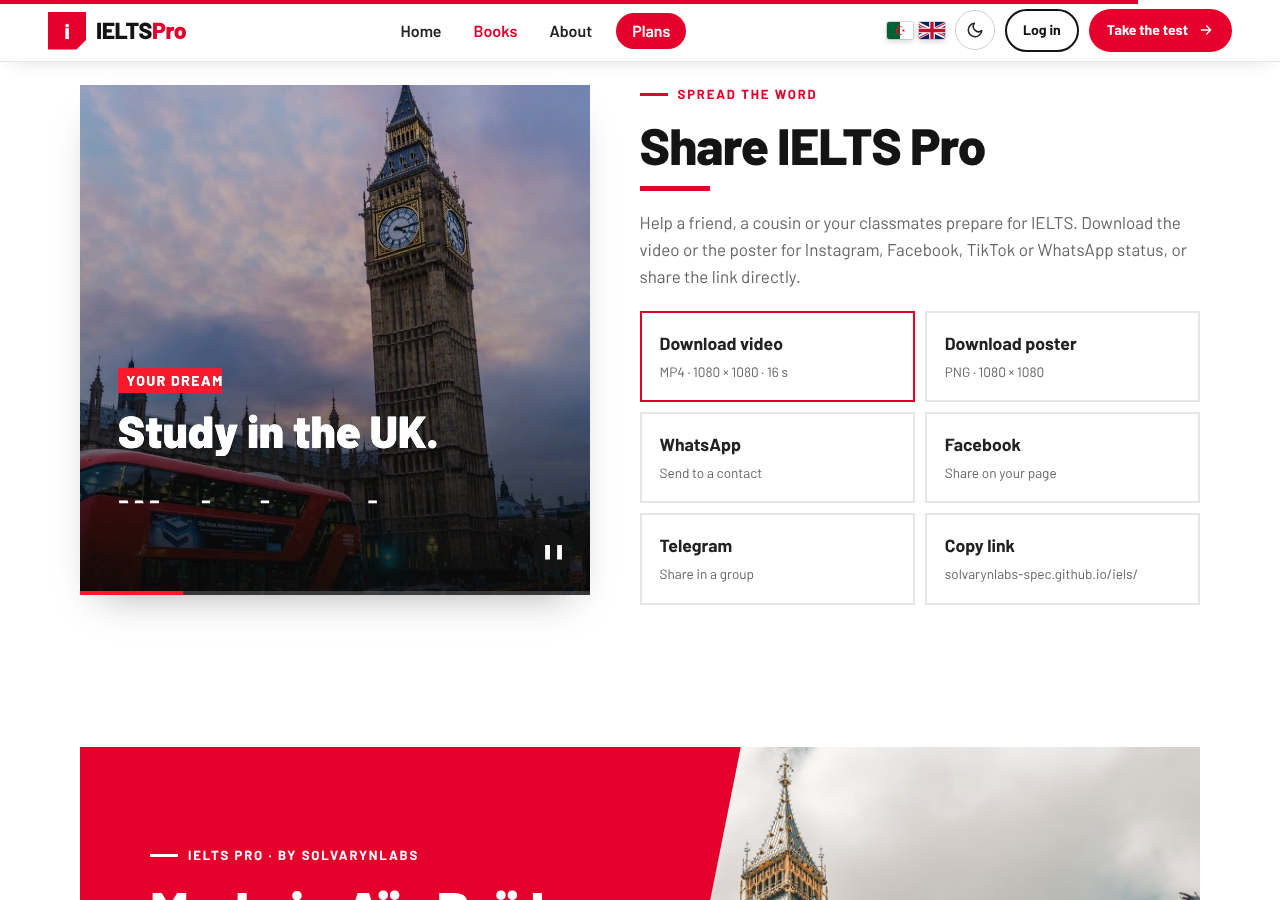 i IELTSPro
Home Books About Plans
Log in
Take the test →
YOUR DREAM
Study in the UK.
SPREAD THE WORD
Share IELTS Pro
Help a friend, a cousin or your classmates prepare for IELTS. Download the
video or the poster for Instagram, Facebook, TikTok or WhatsApp status, or
share the link directly.
Download video
MP4 · 1080 × 1080 · 16 s
Download poster
PNG · 1080 × 1080
WhatsApp
Send to a contact
Facebook
Share on your page
Telegram
Share in a group
Copy link
solvarynlabs-spec.github.io/iels/
IELTS PRO · BY SOLVARYNLABS